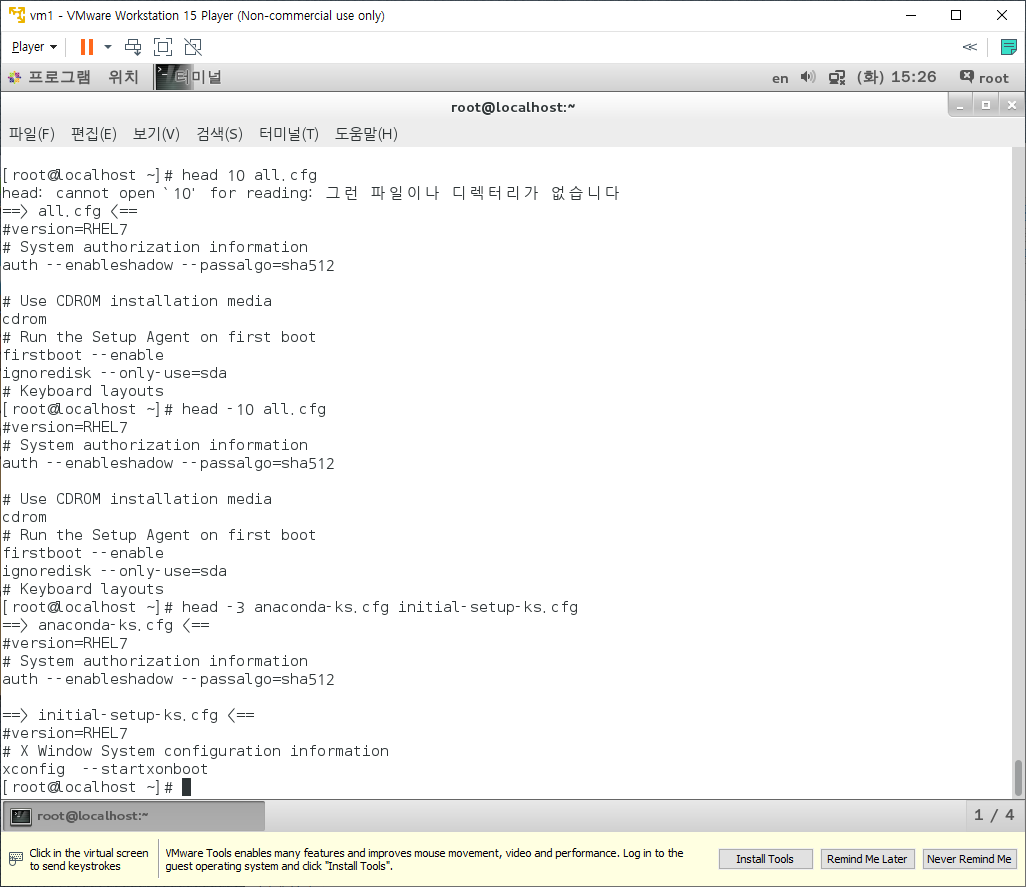 vm1 - VMware Workstation 15 Player (Non-commercial use only)
Player
프로그램 위치 터미널 en (화) 15:26 root
root@localhost:~
파일(F) 편집(E) 보기(V) 검색(S) 터미널(T) 도움말(H)
[root@localhost ~]# head 10 all.cfg
head: cannot open `10' for reading: 그런 파일이나 디렉터리가 없습니다
==> all.cfg <==
#version=RHEL7
# System authorization information
auth --enableshadow --passalgo=sha512
# Use CDROM installation media
cdrom
# Run the Setup Agent on first boot
firstboot --enable
ignoredisk --only-use=sda
# Keyboard layouts
[root@localhost ~]# head -10 all.cfg
#version=RHEL7
# System authorization information
auth --enableshadow --passalgo=sha512
# Use CDROM installation media
cdrom
# Run the Setup Agent on first boot
firstboot --enable
ignoredisk --only-use=sda
# Keyboard layouts
[root@localhost ~]# head -3 anaconda-ks.cfg initial-setup-ks.cfg
==> anaconda-ks.cfg <==
#version=RHEL7
# System authorization information
auth --enableshadow --passalgo=sha512
==> initial-setup-ks.cfg <==
#version=RHEL7
# X Window System configuration information
xconfig  --startxonboot
[root@localhost ~]#
root@localhost:~ 1 / 4
Click in the virtual screen
to send keystrokes
VMware Tools enables many features and improves mouse movement, video and performance. Log in to the
guest operating system and click "Install Tools".
Install Tools Remind Me Later Never Remind Me